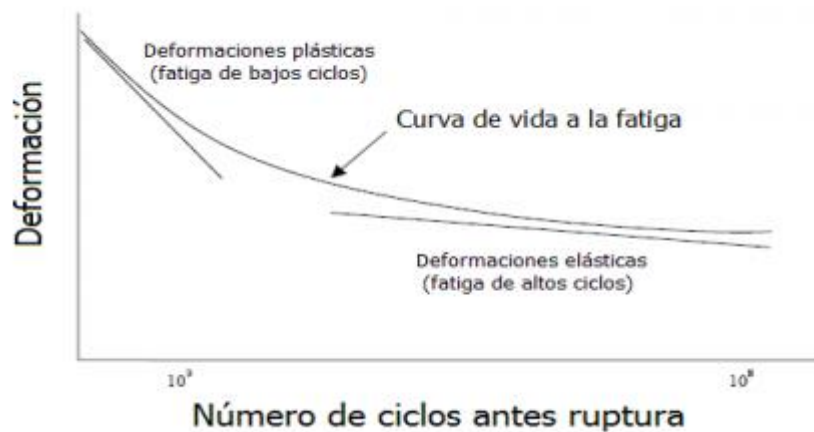 Deformaciones plásticas
(fatiga de bajos ciclos)
Curva de vida a la fatiga
Deformación
Deformaciones elásticas
(fatiga de altos ciclos)
10³ 10⁸
Número de ciclos antes ruptura